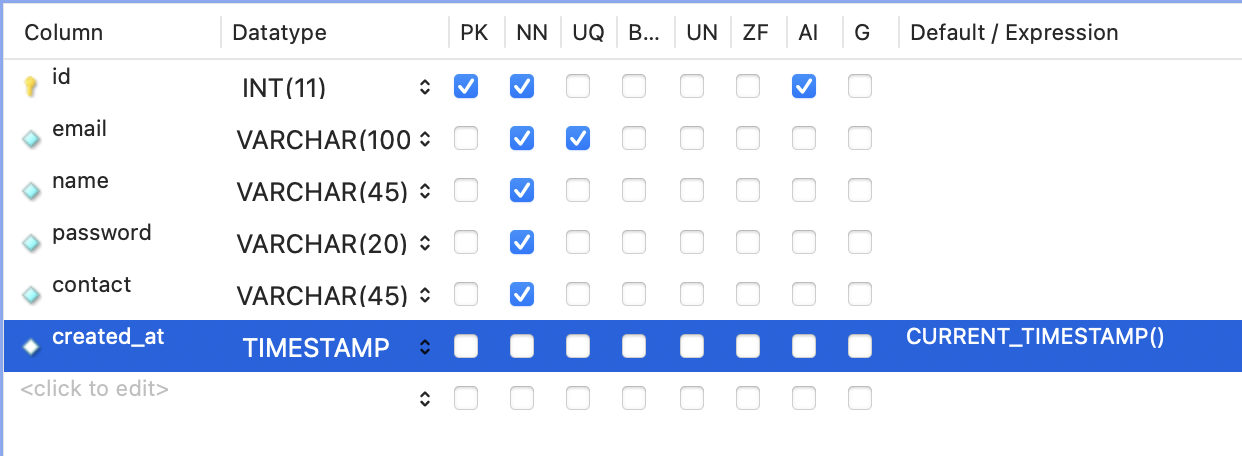 Column Datatype PK NN UQ B... UN ZF AI G Default / Expression
id INT(11)
email VARCHAR(100
name VARCHAR(45)
password VARCHAR(20)
contact VARCHAR(45)
created_at TIMESTAMP CURRENT_TIMESTAMP()
<click to edit>